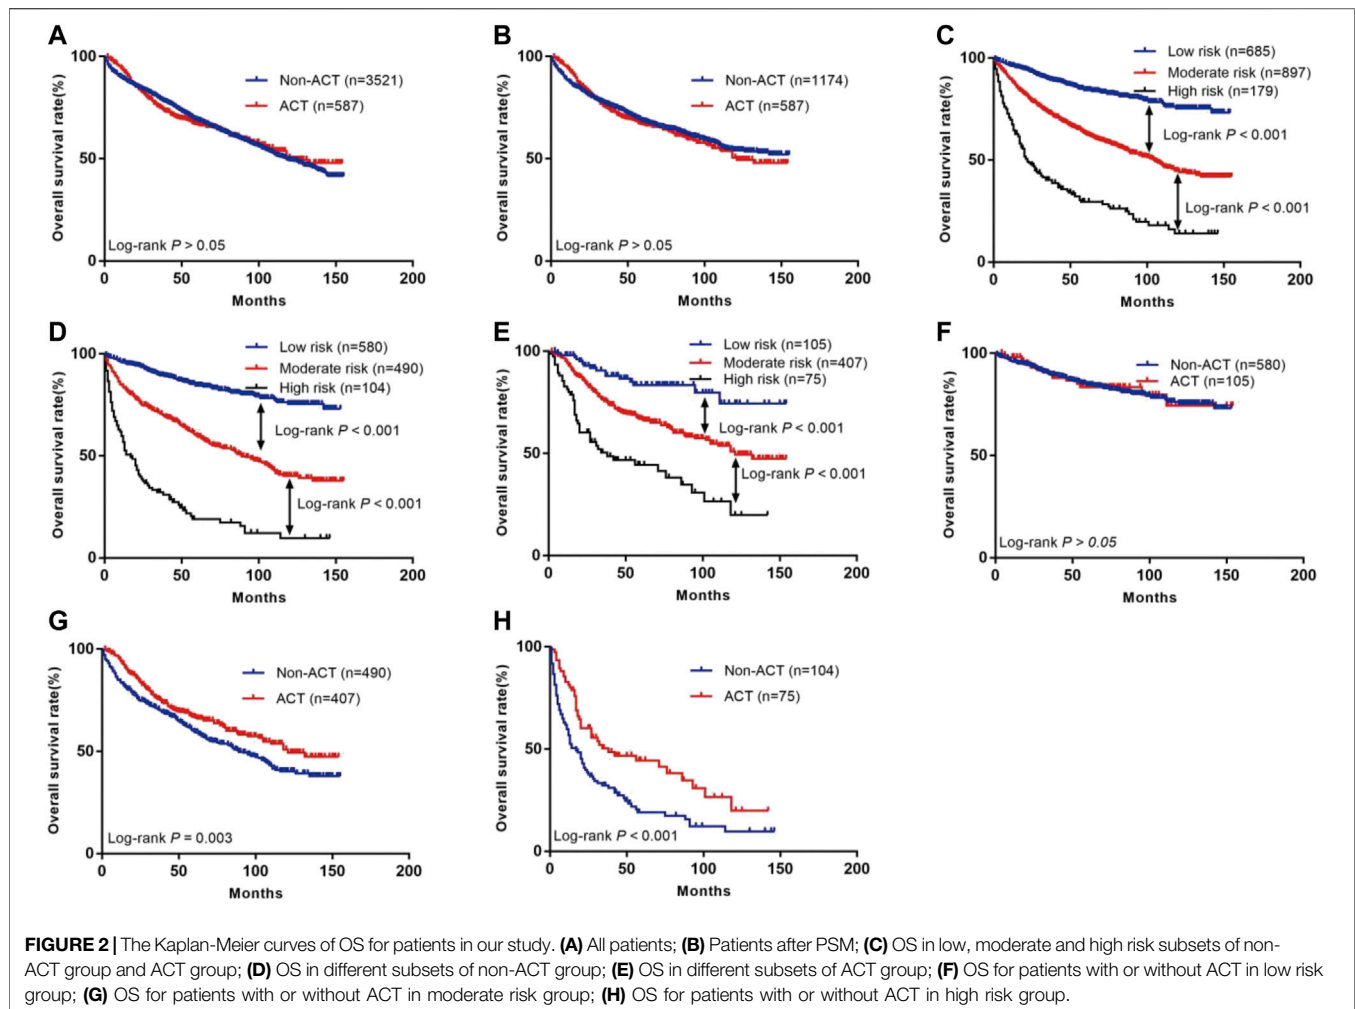 A
100
50
0
0
50
100
150
200
Overall survival rate(%)
Months
Non-ACT (n=3521)
ACT (n=587)
Log-rank P > 0.05
B
100
50
0
0
50
100
150
200
Overall survival rate(%)
Months
Non-ACT (n=1174)
ACT (n=587)
Log-rank P > 0.05
C
100
50
0
0
50
100
150
200
Overall survival rate(%)
Months
Low risk (n=685)
Moderate risk (n=897)
High risk (n=179)
Log-rank P < 0.001
Log-rank P < 0.001
D
100
50
0
0
50
100
150
200
Overall survival rate(%)
Months
Low risk (n=580)
Moderate risk (n=490)
High risk (n=104)
Log-rank P < 0.001
Log-rank P < 0.001
E
100
50
0
0
50
100
150
200
Overall survival rate(%)
Months
Low risk (n=105)
Moderate risk (n=407)
High risk (n=75)
Log-rank P < 0.001
Log-rank P < 0.001
F
100
50
0
0
50
100
150
200
Overall survival rate(%)
Months
Non-ACT (n=580)
ACT (n=105)
Log-rank P > 0.05
G
100
50
0
0
50
100
150
200
Overall survival rate(%)
Months
Non-ACT (n=490)
ACT (n=407)
Log-rank P = 0.003
H
100
50
0
0
50
100
150
200
Overall survival rate(%)
Months
Non-ACT (n=104)
ACT (n=75)
Log-rank P < 0.001
FIGURE 2 | The Kaplan-Meier curves of OS for patients in our study. (A) All patients; (B) Patients after PSM; (C) OS in low, moderate and high risk subsets of non-
ACT group and ACT group; (D) OS in different subsets of non-ACT group; (E) OS in different subsets of ACT group; (F) OS for patients with or without ACT in low risk
group; (G) OS for patients with or without ACT in moderate risk group; (H) OS for patients with or without ACT in high risk group.